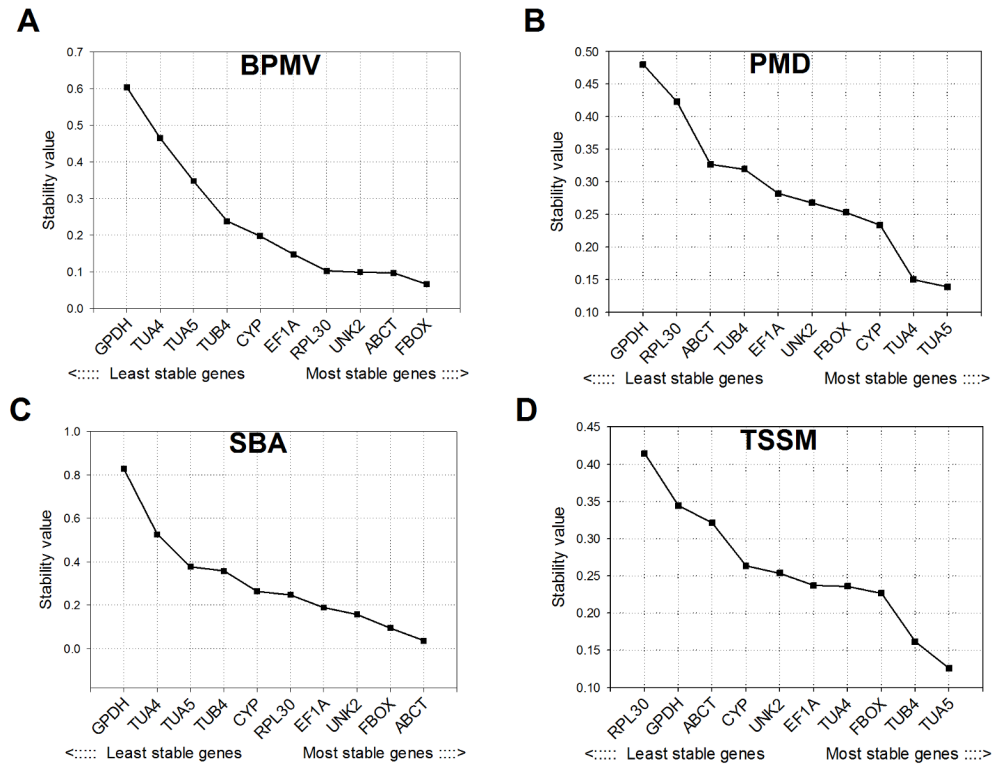 A
BPMV
Stability value
0.7
0.6
0.5
0.4
0.3
0.2
0.1
0.0
GPDH
TUA4
TUA5
TUB4
CYP
EF1A
RPL30
UNK2
ABCT
FBOX
<::::: Least stable genes Most stable genes ::::>
B
PMD
Stability value
0.50
0.45
0.40
0.35
0.30
0.25
0.20
0.15
0.10
GPDH
RPL30
ABCT
TUB4
EF1A
UNK2
FBOX
CYP
TUA4
TUA5
<::::: Least stable genes Most stable genes ::::>
C
SBA
Stability value
1.0
0.8
0.6
0.4
0.2
0.0
GPDH
TUA4
TUA5
TUB4
CYP
RPL30
EF1A
UNK2
FBOX
ABCT
<::::: Least stable genes Most stable genes ::::>
D
TSSM
Stability value
0.45
0.40
0.35
0.30
0.25
0.20
0.15
0.10
RPL30
GPDH
ABCT
CYP
UNK2
EF1A
TUA4
FBOX
TUB4
TUA5
<::::: Least stable genes Most stable genes ::::>